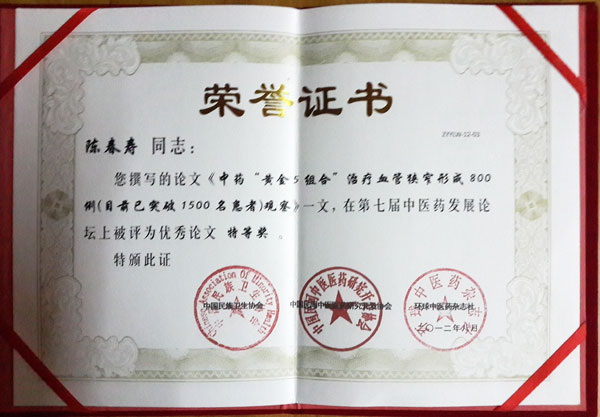 荣誉证书
陈春寿 同志：
您撰写的论文《中药“黄金5组合”治疗血管狭窄形成800
例(目前已突破1500名患者)观察》一文，在第七届中医药发展论
坛上被评为优秀论文 特等奖 。
特颁此证
中国民族卫生协会
环球中医药杂志社
二〇一二年八月